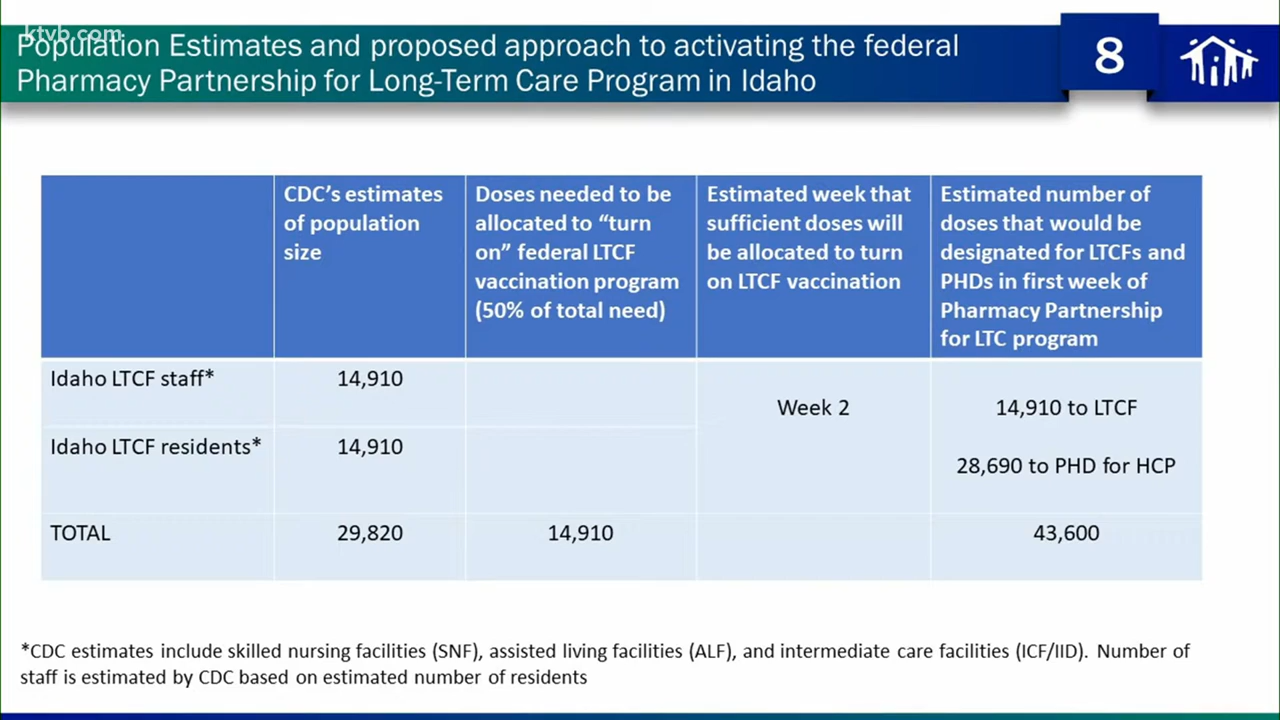 ktvb.com
Population Estimates and proposed approach to activating the federal
Pharmacy Partnership for Long-Term Care Program in Idaho
8
CDC's estimates
of population
size
Doses needed to be
allocated to “turn
on” federal LTCF
vaccination program
(50% of total need)
Estimated week that
sufficient doses will
be allocated to turn
on LTCF vaccination
Estimated number of
doses that would be
designated for LTCFs and
PHDs in first week of
Pharmacy Partnership
for LTC program
Idaho LTCF staff*
14,910
Idaho LTCF residents*
14,910
Week 2
14,910 to LTCF
28,690 to PHD for HCP
TOTAL
29,820
14,910
43,600
*CDC estimates include skilled nursing facilities (SNF), assisted living facilities (ALF), and intermediate care facilities (ICF/IID). Number of
staff is estimated by CDC based on estimated number of residents